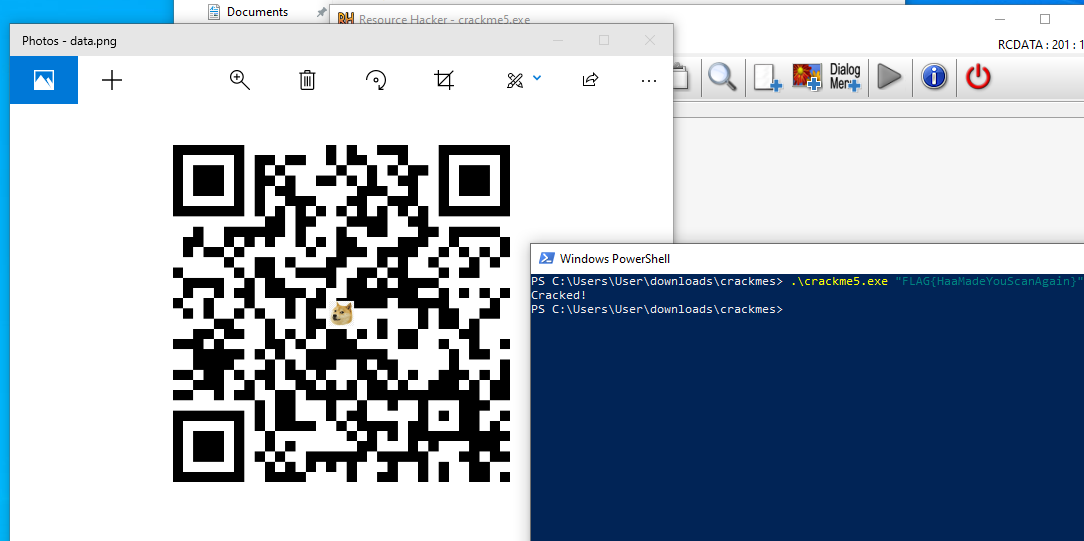 Documents
Resource Hacker - crackme5.exe
Photos - data.png
RCDATA : 201 : 1
Dialog
Menu
Windows PowerShell
PS C:\Users\User\downloads\crackmes> .\crackme5.exe "FLAG{HaaMadeYouScanAgain}"
Cracked!
PS C:\Users\User\downloads\crackmes>